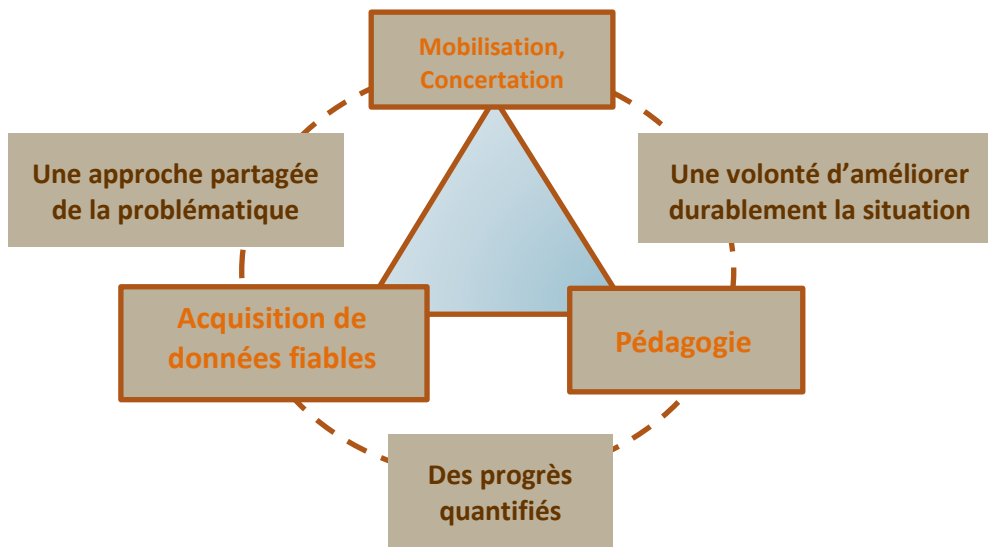 Mobilisation,
Concertation
Une approche partagée
de la problématique
Une volonté d’améliorer
durablement la situation
Acquisition de
données fiables
Pédagogie
Des progrès
quantifiés